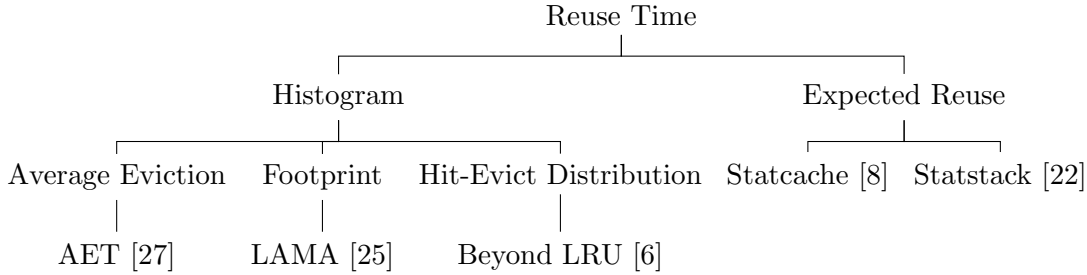 Reuse Time
Histogram Expected Reuse
Average Eviction Footprint Hit-Evict Distribution Statcache [8] Statstack [22]
AET [27] LAMA [25] Beyond LRU [6]